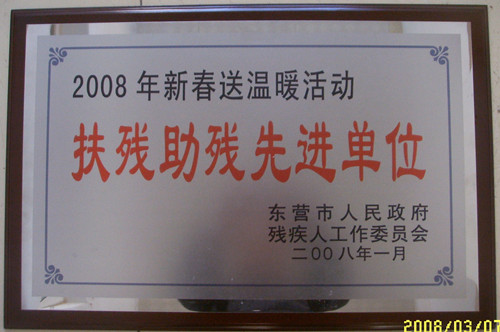 2008年新春送温暖活动
扶残助残先进单位
东营市人民政府
残疾人工作委员会
二OO八年一月
2008/03/07